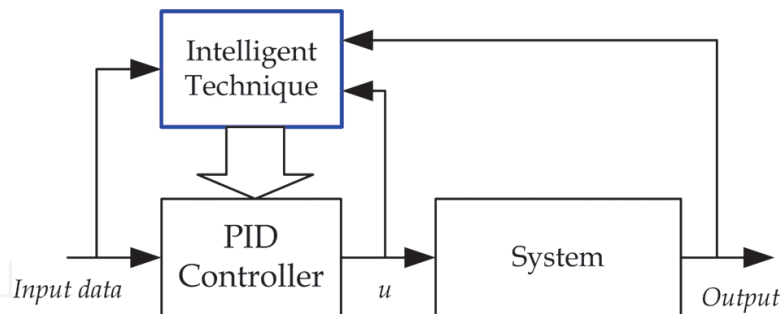 Intelligent
Technique
PID
Controller
System
Input data
u
Output